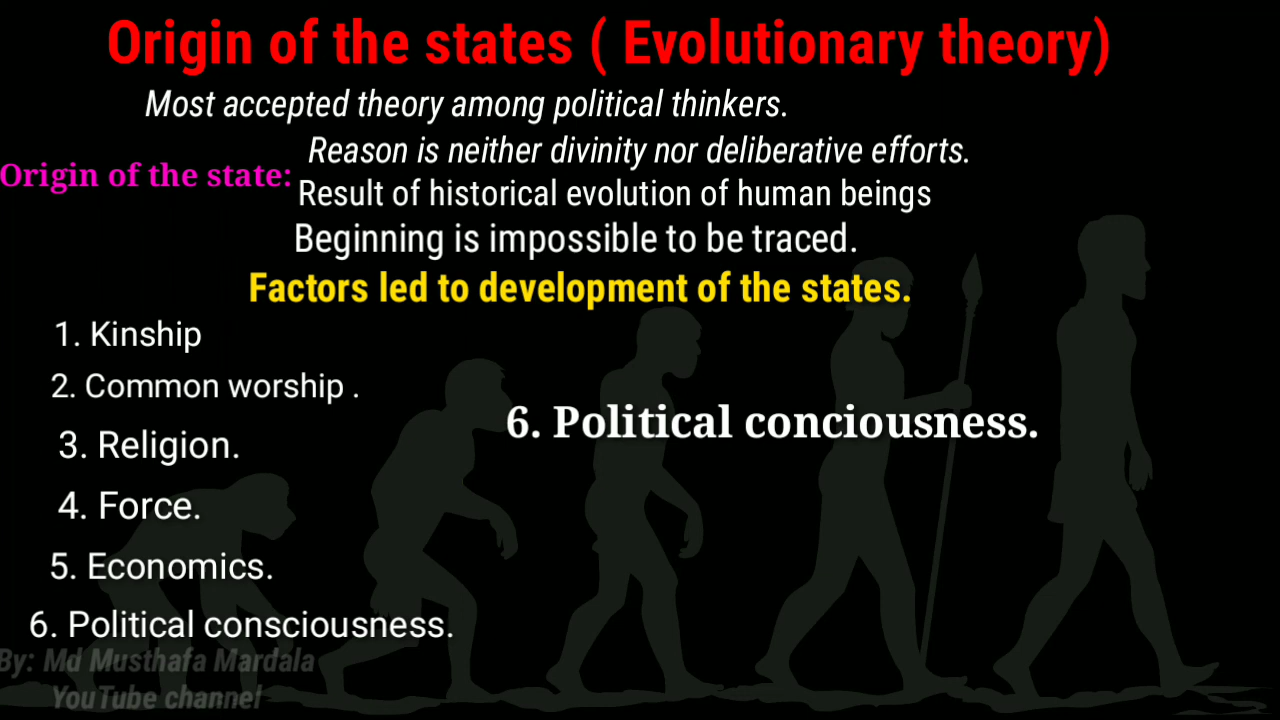 Origin of the states ( Evolutionary theory)
Most accepted theory among political thinkers.
Reason is neither divinity nor deliberative efforts.
Origin of the state:
Result of historical evolution of human beings
Beginning is impossible to be traced.
Factors led to development of the states.
1. Kinship
2. Common worship .
6. Political conciousness.
3. Religion.
4. Force.
5. Economics.
6. Political consciousness.
By: Md Musthafa Mardala
YouTube channel